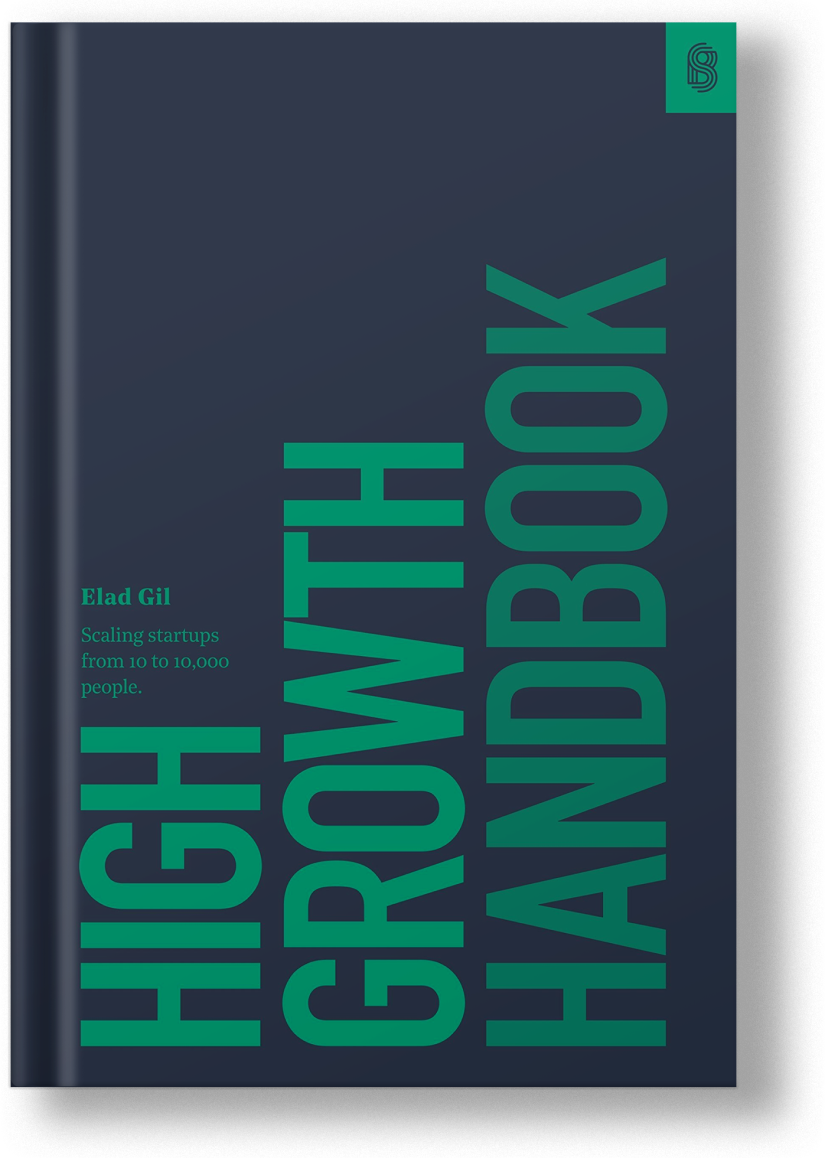 Elad Gil
Scaling startups
from 10 to 10,000
people.
HIGH
GROWTH
HANDBOOK